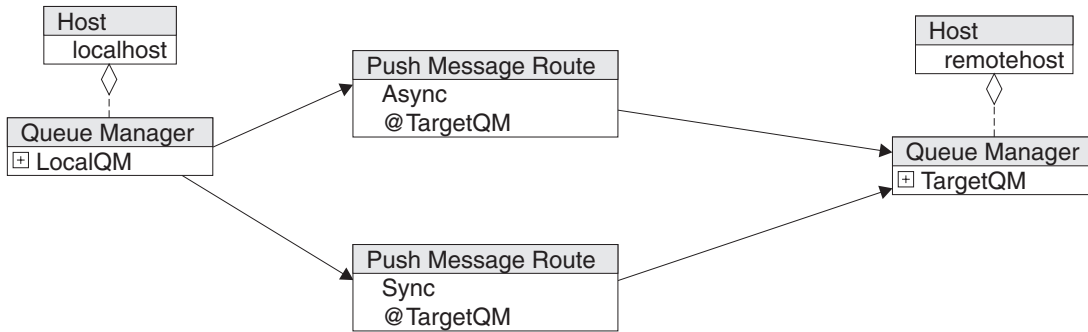 Host
localhost
Queue Manager
LocalQM
Push Message Route
Async
@TargetQM
Push Message Route
Sync
@TargetQM
Host
remotehost
Queue Manager
TargetQM